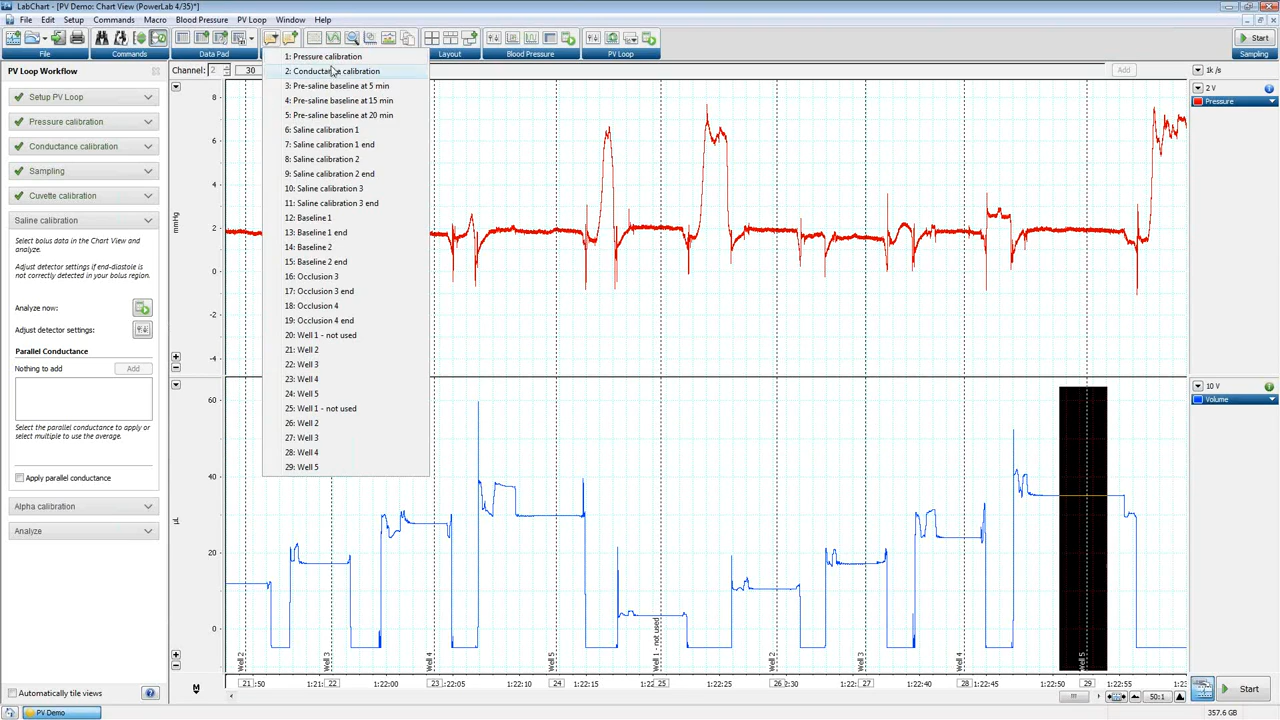 LabChart - [PV Demo: Chart View (PowerLab 4/35)*]
File Edit Setup Commands Macro Blood Pressure PV Loop Window Help
File Commands Data Pad Layout Blood Pressure PV Loop Sampling
Start
PV Loop Workflow
Channel: 2 30 Add 1k /s
Setup PV Loop
Pressure calibration
Conductance calibration
Sampling
Cuvette calibration
Saline calibration
Select bolus data in the Chart View and
analyze.
Adjust detector settings if end-diastole is
not correctly detected in your bolus region.
Analyze now:
Adjust detector settings:
Parallel Conductance
Nothing to add Add
Select the parallel conductance to apply or
select multiple to use the average.
Apply parallel conductance
Alpha calibration
Analyze
Automatically tile views
1: Pressure calibration
2: Conductance calibration
3: Pre-saline baseline at 5 min
4: Pre-saline baseline at 15 min
5: Pre-saline baseline at 20 min
6: Saline calibration 1
7: Saline calibration 1 end
8: Saline calibration 2
9: Saline calibration 2 end
10: Saline calibration 3
11: Saline calibration 3 end
12: Baseline 1
13: Baseline 1 end
14: Baseline 2
15: Baseline 2 end
16: Occlusion 3
17: Occlusion 3 end
18: Occlusion 4
19: Occlusion 4 end
20: Well 1 - not used
21: Well 2
22: Well 3
23: Well 4
24: Well 5
25: Well 1 - not used
26: Well 2
27: Well 3
28: Well 4
29: Well 5
8
6
4
2
0
-2
-4
mmHg
2 V
Pressure
60
40
20
0
µL
10 V
Volume
Well 2
Well 3
Well 4
Well 1 - not used
Well 2
Well 3
Well 4
Well 5
21 :50 1:21: 22 1:22:00 23 1:22:05 24 1:22:15 1:22 25 1:22:25 26 :30 1:22: 27 1:22:40 28 1:22:45 1:22:50 29 1:22:55 1:23
50:1
Start
PV Demo
357.6 GB